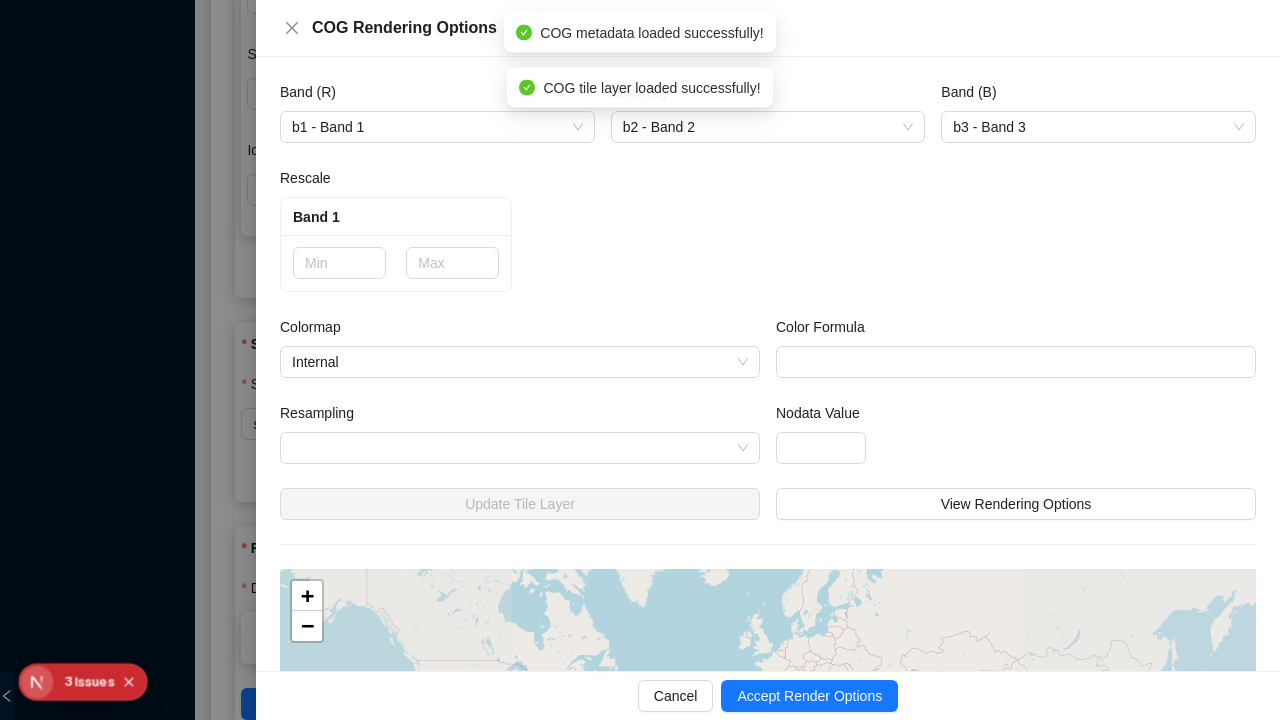 COG Rendering Options
COG metadata loaded successfully!
COG tile layer loaded successfully!
Band (R)
Band (B)
b1 - Band 1
b2 - Band 2
b3 - Band 3
Rescale
Band 1
Min
Max
Colormap
Color Formula
Internal
Resampling
Nodata Value
Update Tile Layer
View Rendering Options
+
−
3 Issues
Cancel
Accept Render Options